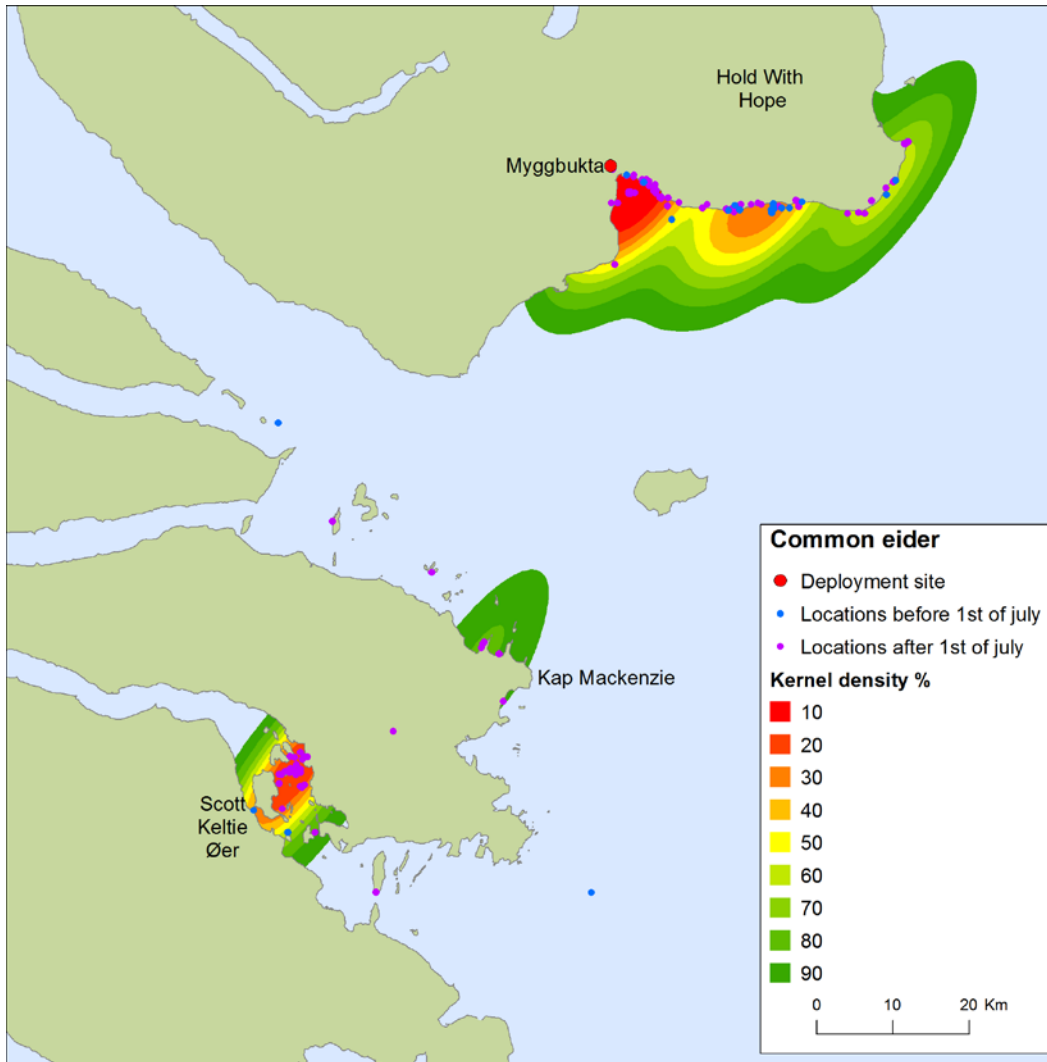 Hold With
Hope
Myggbukta
Common eider
Deployment site
Locations before 1st of july
Locations after 1st of july
Kernel density %
10
20
30
40
50
60
70
80
90
0 10 20 Km
Kap Mackenzie
Scott
Keltie
Øer